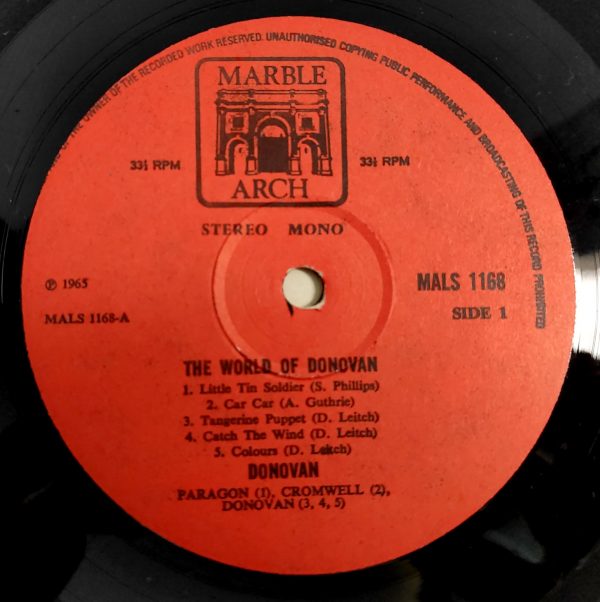 OF THE OWNER OF THE RECORDED WORK RESERVED. UNAUTHORISED COPYING PUBLIC PERFORMANCE AND BROADCASTING OF THIS RECORD PROHIBITED
MARBLE
ARCH
33⅓ RPM
33⅓ RPM
STEREO MONO
℗ 1965
MALS 1168
MALS 1168-A
SIDE 1
THE WORLD OF DONOVAN
1. Little Tin Soldier (S. Phillips)
2. Car Car (A. Guthrie)
3. Tangerine Puppet (D. Leitch)
4. Catch The Wind (D. Leitch)
5. Colours (D. Leitch)
DONOVAN
PARAGON (1), CROMWELL (2),
DONOVAN (3, 4, 5)